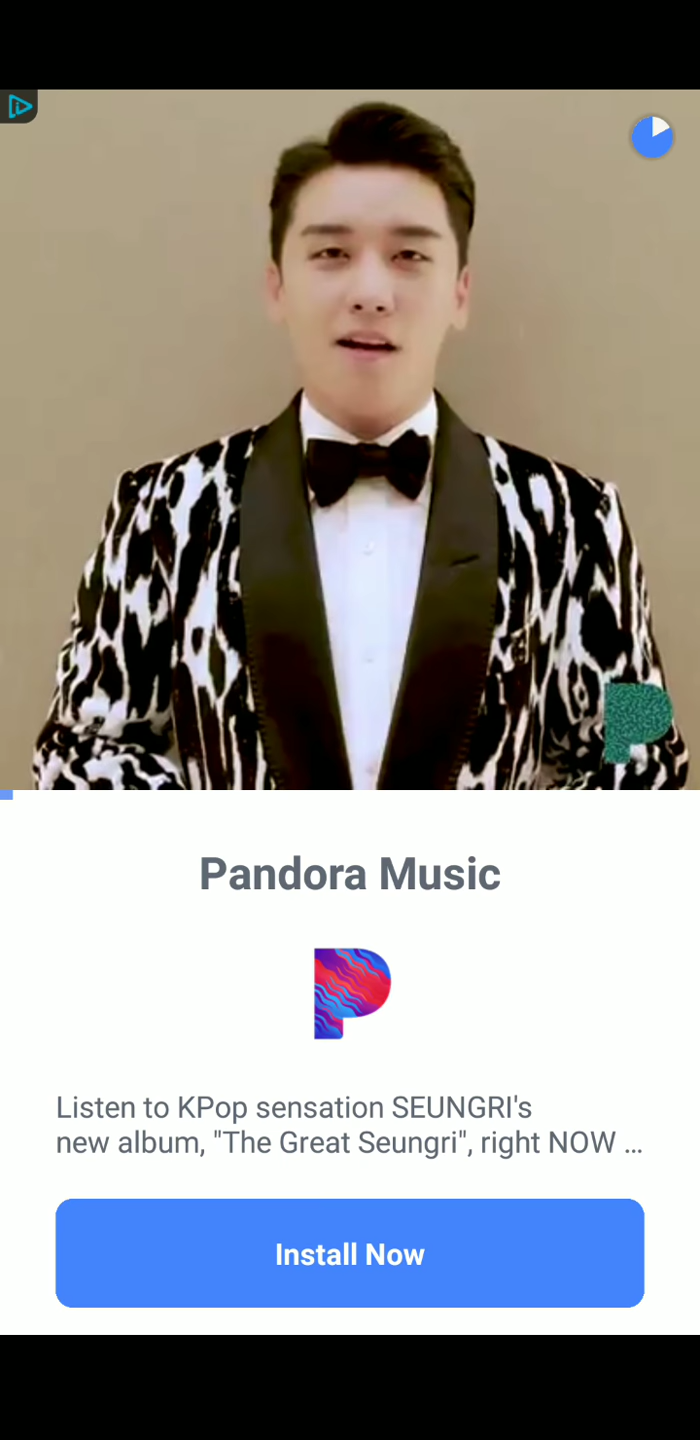 Pandora Music
Listen to KPop sensation SEUNGRI's
new album, "The Great Seungri", right NOW ...
Install Now